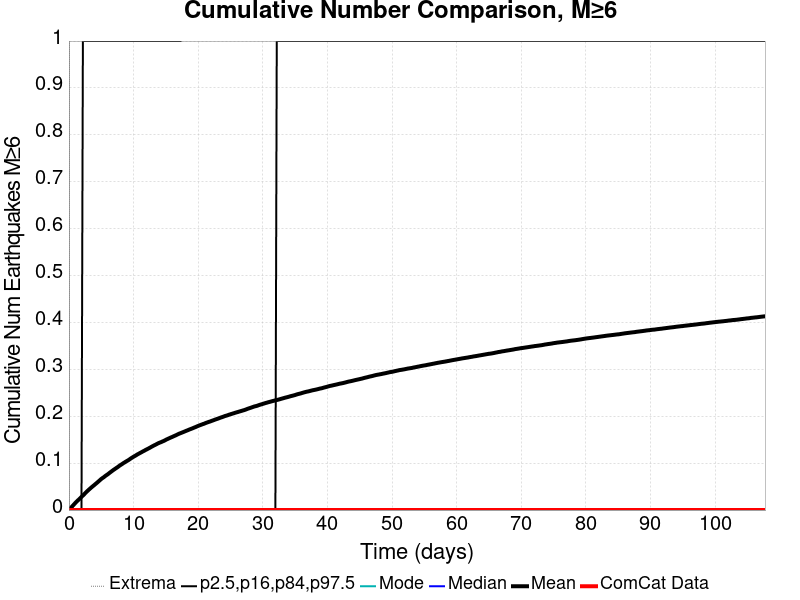 Cumulative Number Comparison, M≥6
Cumulative Num Earthquakes M≥6
1
0.9
0.8
0.7
0.6
0.5
0.4
0.3
0.2
0.1
0
0 10 20 30 40 50 60 70 80 90 100
Time (days)
Extrema p2.5,p16,p84,p97.5 Mode Median Mean ComCat Data